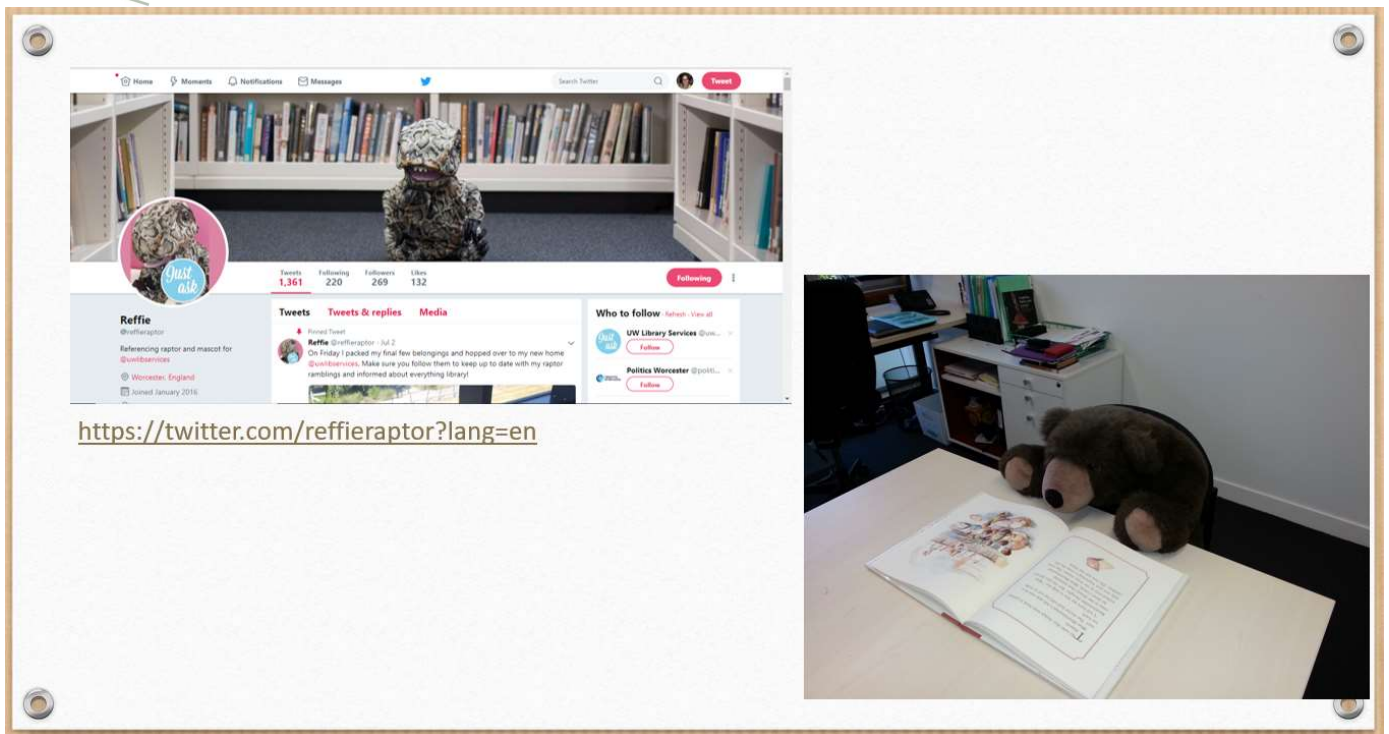 Home Moments Notifications Messages Search Twitter Tweet
Just
ask
Tweets Following Followers Likes
1,361 220 269 132
Following
Reffie
@reffieraptor
Referencing raptor and mascot for
@uwlibservices
Worcester, England
Joined January 2016
Tweets Tweets & replies Media
Pinned Tweet
Reffie @reffieraptor · Jul 2
On Friday I packed my final few belongings and hopped over to my new home
@uwlibservices. Make sure you follow them to keep up to date with my raptor
ramblings and informed about everything library!
Who to follow · Refresh · View all
UW Library Services @uw...
Follow
Politics Worcester @politi...
Follow
https://twitter.com/reffieraptor?lang=en